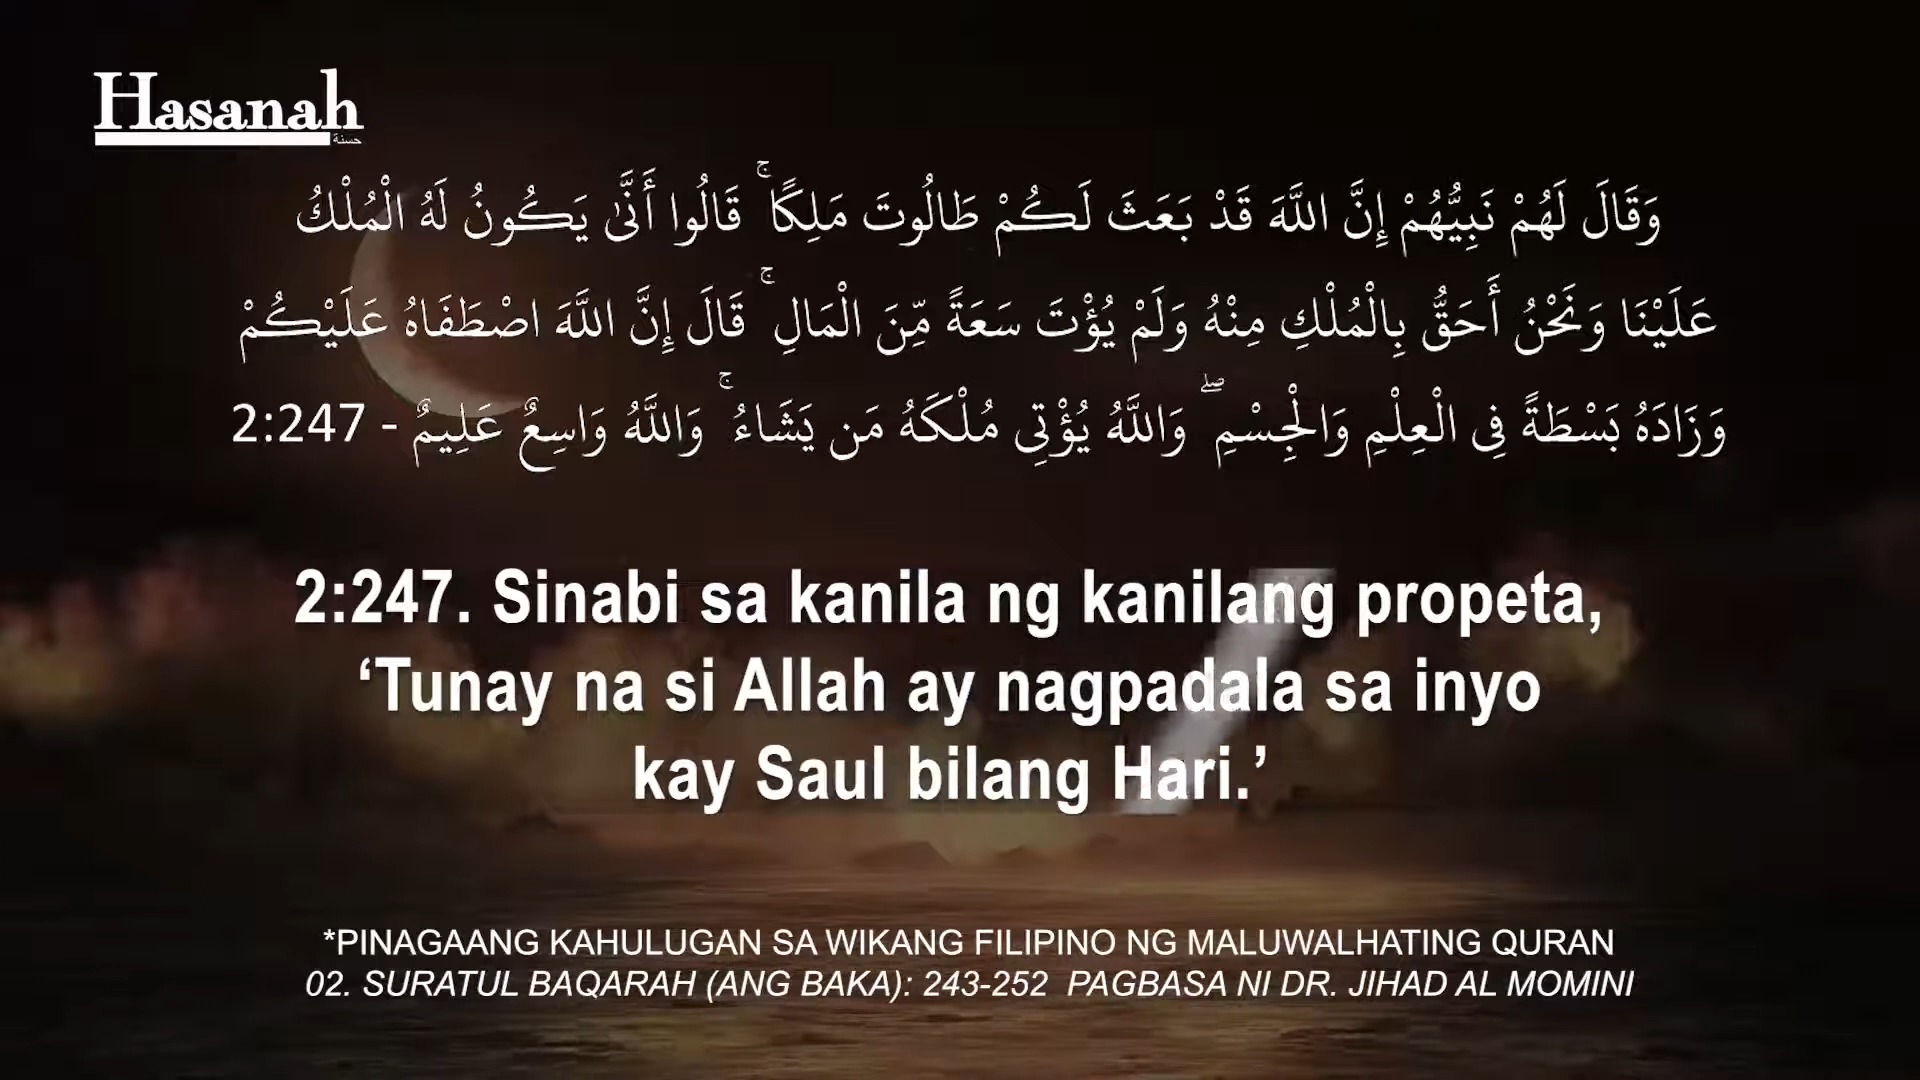 Hasanah
حسنة
وَقَالَ لَهُمْ نَبِيُّهُمْ إِنَّ اللَّهَ قَدْ بَعَثَ لَكُمْ طَالُوتَ مَلِكًا ۚ قَالُوا أَنَّىٰ يَكُونُ لَهُ الْمُلْكُ
عَلَيْنَا وَنَحْنُ أَحَقُّ بِالْمُلْكِ مِنْهُ وَلَمْ يُؤْتَ سَعَةً مِّنَ الْمَالِ ۚ قَالَ إِنَّ اللَّهَ اصْطَفَاهُ عَلَيْكُمْ
وَزَادَهُ بَسْطَةً فِي الْعِلْمِ وَالْجِسْمِ ۖ وَاللَّهُ يُؤْتِي مُلْكَهُ مَن يَشَاءُ ۚ وَاللَّهُ وَاسِعٌ عَلِيمٌ - 2:247
2:247. Sinabi sa kanila ng kanilang propeta,
‘Tunay na si Allah ay nagpadala sa inyo
kay Saul bilang Hari.’
*PINAGAANG KAHULUGAN SA WIKANG FILIPINO NG MALUWALHATING QURAN
02. SURATUL BAQARAH (ANG BAKA): 243-252 PAGBASA NI DR. JIHAD AL MOMINI